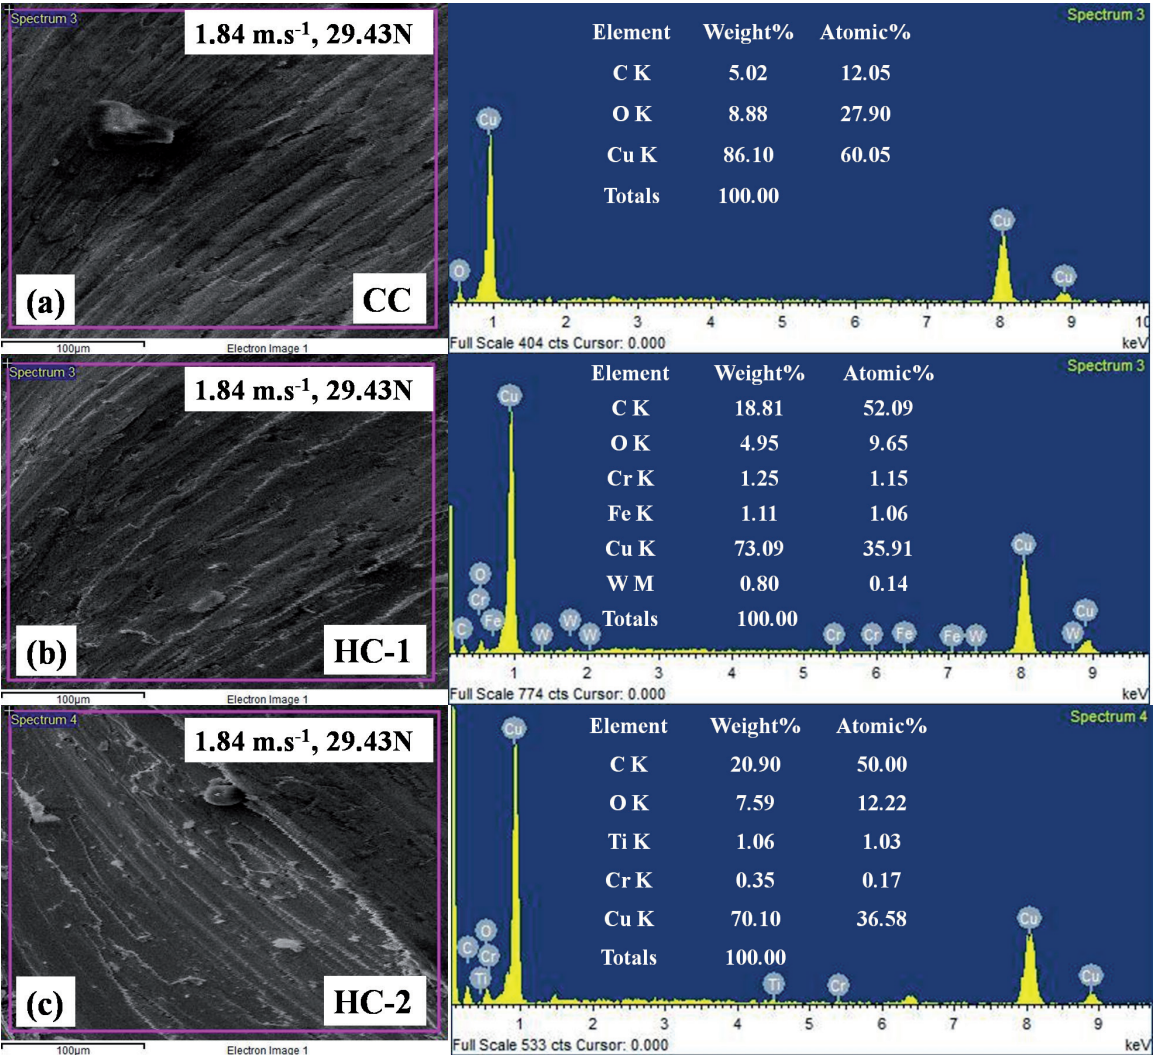 Spectrum 3
1.84 m.s⁻¹, 29.43N
(a)
CC
100µm
Electron Image 1
Spectrum 3
Element Weight% Atomic%
C K 5.02 12.05
O K 8.88 27.90
Cu K 86.10 60.05
Totals 100.00
O
Cu
Cu
Cu
1 2 3 4 5 6 7 8 9 10
Full Scale 404 cts Cursor: 0.000
keV
Spectrum 3
1.84 m.s⁻¹, 29.43N
(b)
HC-1
100µm
Electron Image 1
Spectrum 3
Element Weight% Atomic%
C K 18.81 52.09
O K 4.95 9.65
Cr K 1.25 1.15
Fe K 1.11 1.06
Cu K 73.09 35.91
W M 0.80 0.14
Totals 100.00
Cu
O
Cr
C
Fe
W
W
W
Cr
Cr
Fe
Fe
W
Cu
W
Cu
1 2 3 4 5 6 7 8 9
Full Scale 774 cts Cursor: 0.000
keV
Spectrum 4
1.84 m.s⁻¹, 29.43N
(c)
HC-2
100µm
Electron Image 1
Spectrum 4
Element Weight% Atomic%
C K 20.90 50.00
O K 7.59 12.22
Ti K 1.06 1.03
Cr K 0.35 0.17
Cu K 70.10 36.58
Totals 100.00
Cu
O
C
Cr
Ti
Ti
Cr
Cu
Cu
1 2 3 4 5 6 7 8 9
Full Scale 533 cts Cursor: 0.000
keV